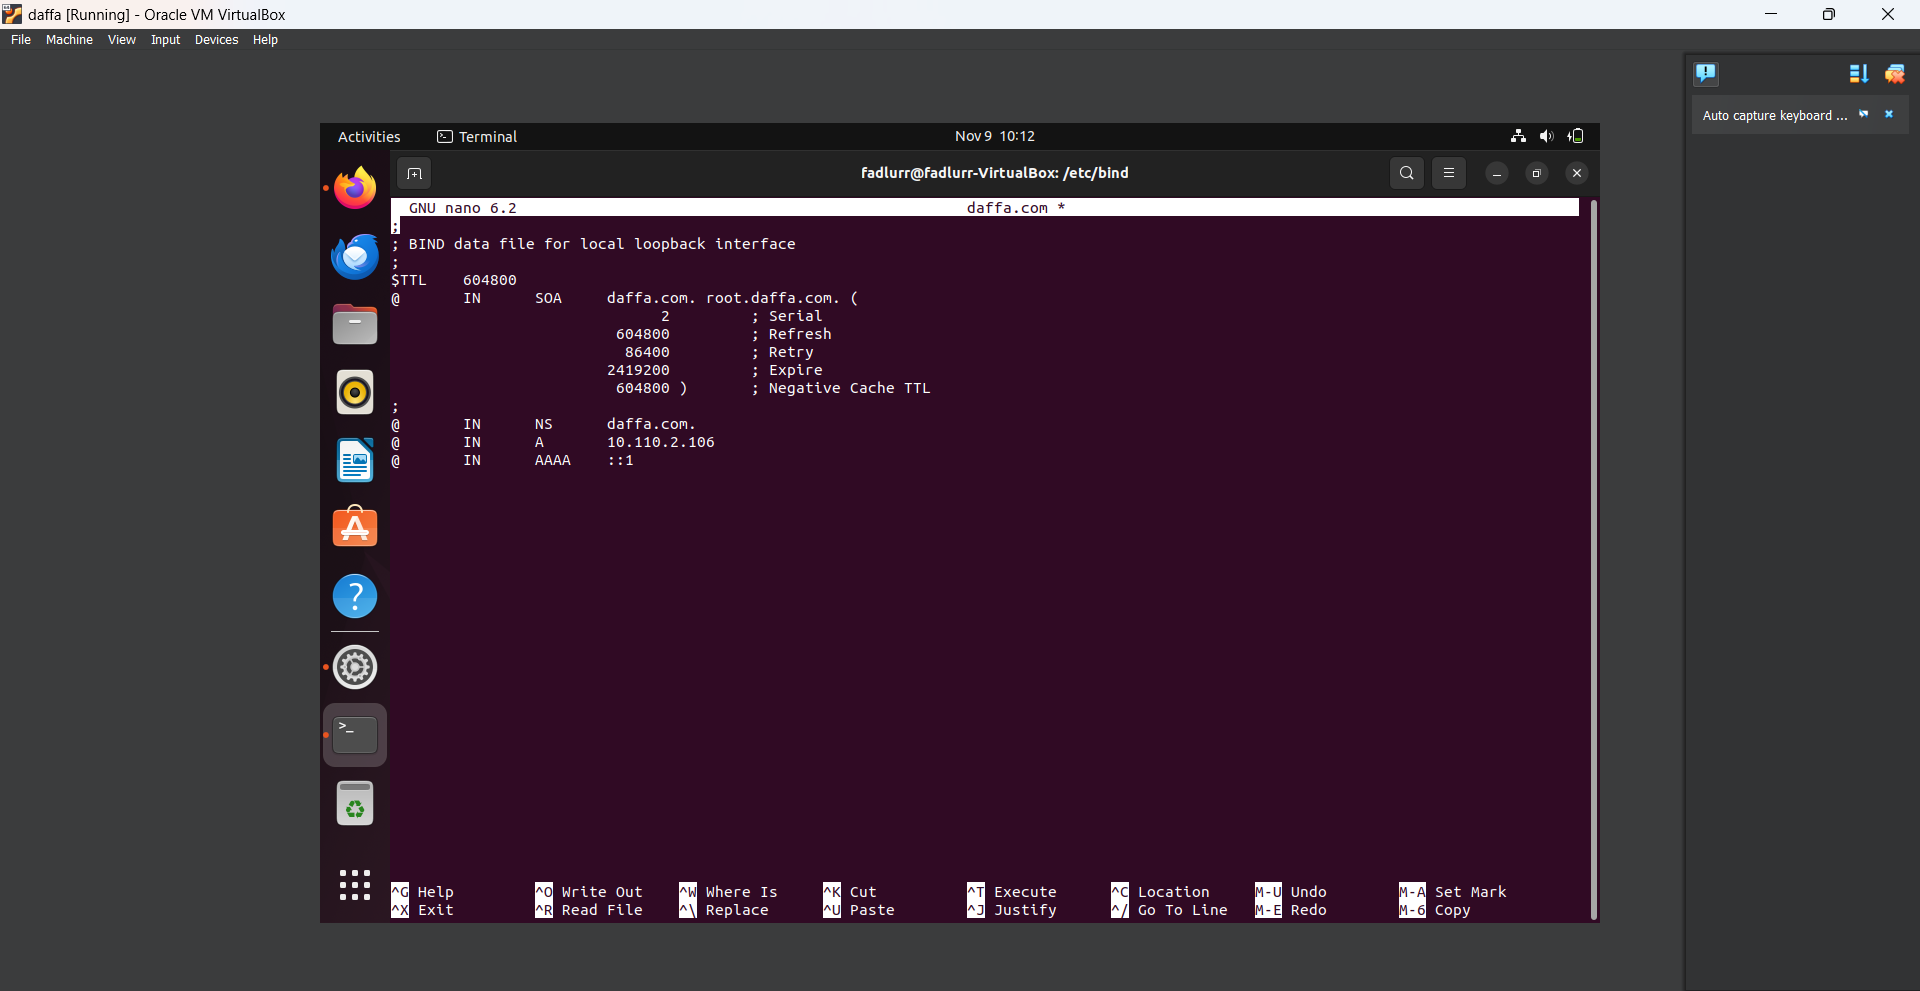 daffa [Running] - Oracle VM VirtualBox
File Machine View Input Devices Help
Auto capture keyboard ...
Activities Terminal Nov 9 10:12
fadlurr@fadlurr-VirtualBox: /etc/bind
GNU nano 6.2 daffa.com *
;
; BIND data file for local loopback interface
;
$TTL 604800
@ IN SOA daffa.com. root.daffa.com. (
2 ; Serial
604800 ; Refresh
86400 ; Retry
2419200 ; Expire
604800 ) ; Negative Cache TTL
;
@ IN NS daffa.com.
@ IN A 10.110.2.106
@ IN AAAA ::1
^G Help ^O Write Out ^W Where Is ^K Cut ^T Execute ^C Location M-U Undo M-A Set Mark
^X Exit ^R Read File ^\ Replace ^U Paste ^J Justify ^/ Go To Line M-E Redo M-6 Copy